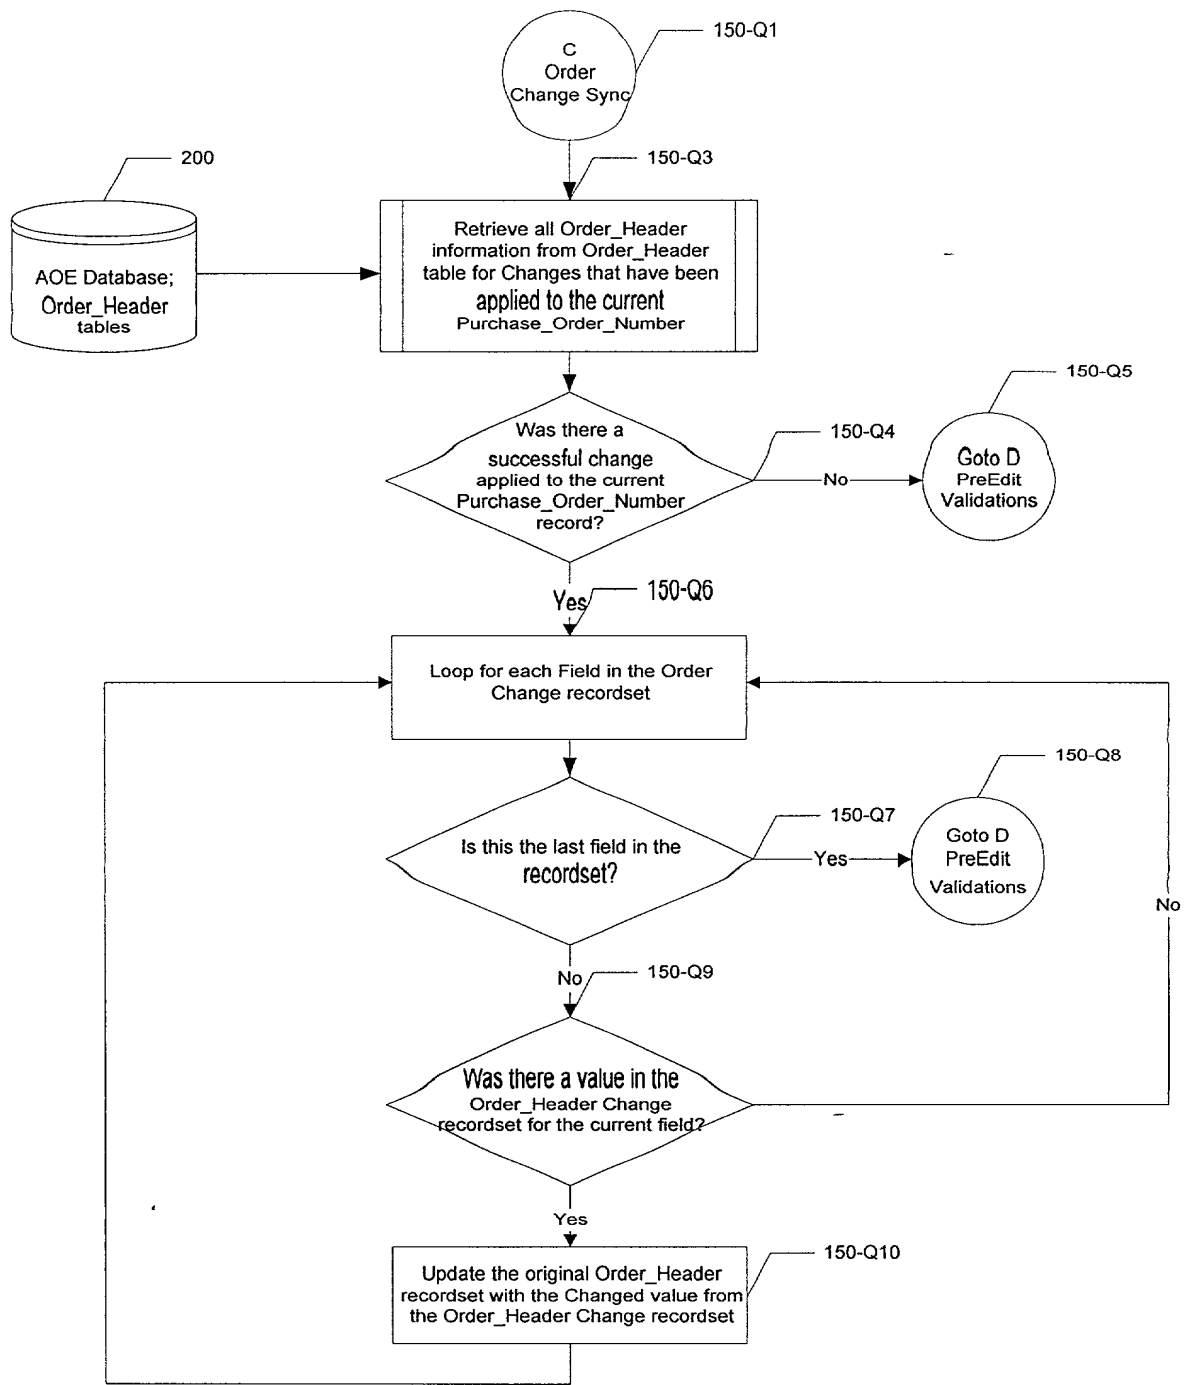 150-Q1
C
Order
Change Sync
150-Q3
200
Retrieve all Order_Header
information from Order_Header
table for Changes that have been
applied to the current
Purchase_Order_Number
AOE Database;
Order_Header
tables
150-Q5
150-Q4
Was there a
successful change
applied to the current
Purchase_Order_Number
record?
No
Goto D
PreEdit
Validations
Yes
150-Q6
Loop for each Field in the Order
Change recordset
150-Q8
150-Q7
Is this the last field in the
recordset?
Yes
Goto D
PreEdit
Validations
No
No
150-Q9
Was there a value in the
Order_Header Change
recordset for the current field?
Yes
150-Q10
Update the original Order_Header
recordset with the Changed value from
the Order_Header Change recordset